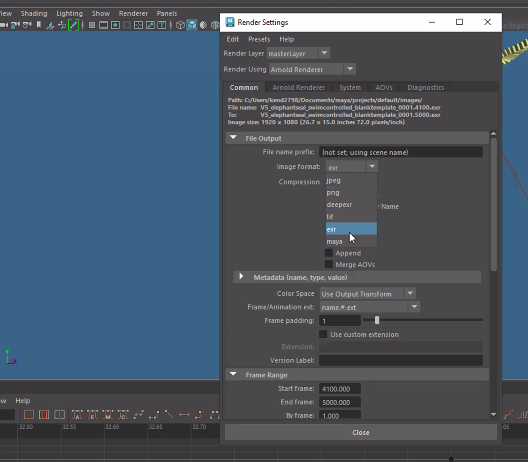 Shading Lighting Show Renderer Panels
Render Settings
Edit Presets Help
Render Layer masterLayer
Render Using Arnold Renderer
Common Arnold Renderer System AOVs Diagnostics
Path: C:/Users/kend2798/Documents/maya/projects/default/images/
File name: V5_elephantseal_swimcontrolled_blanktemplate_0001.4100.exr
To: V5_elephantseal_swimcontrolled_blanktemplate_0001.5000.exr
Image size: 1920 x 1080 (26.7 x 15.0 inches 72.0 pixels/inch)
File Output
File name prefix: (not set; using scene name)
Image format: exr
jpeg
Compression
png
deepexr
Name
tif
exr
maya
Append
Merge AOVs
Metadata (name, type, value)
Color Space Use Output Transform
Frame/Animation ext: name.#.ext
Frame padding: 1
Use custom extension
Extension:
Version Label:
Frame Range
Start frame: 4100.000
End frame: 5000.000
By frame: 1.000
Close
Help
32:50 32:55 32:60 32:65 32:70